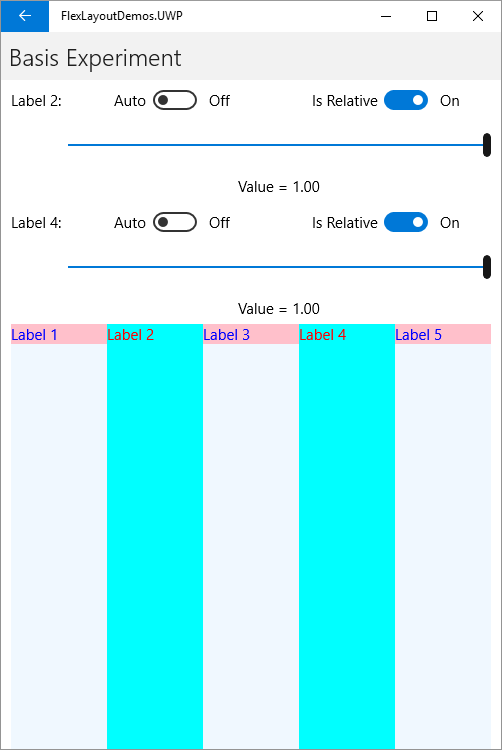 FlexLayoutDemos.UWP
Basis Experiment
Label 2: Auto Off Is Relative On
Value = 1.00
Label 4: Auto Off Is Relative On
Value = 1.00
Label 1 Label 2 Label 3 Label 4 Label 5